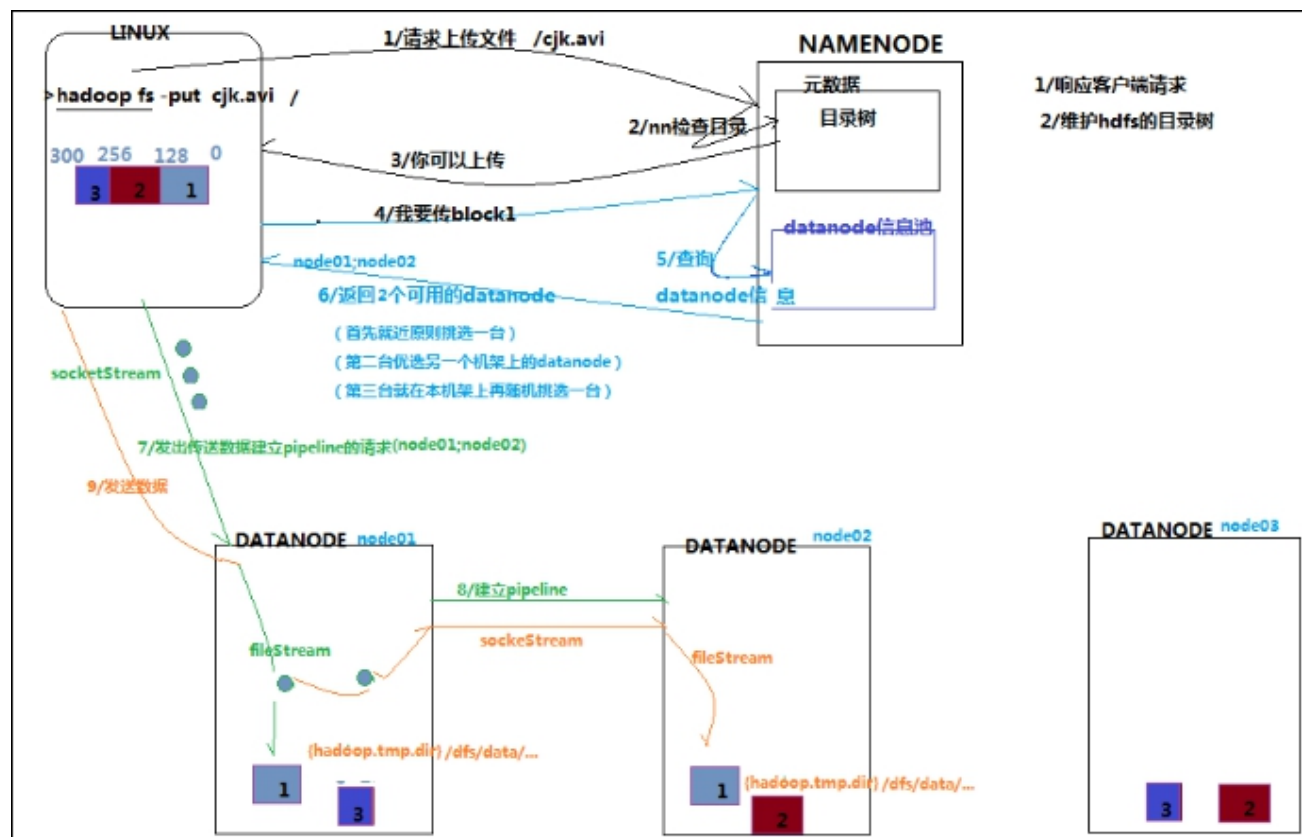 LINUX
1/请求上传文件 /cjk.avi
NAMENODE
>hadoop fs -put cjk.avi /
元数据
目录树
1/响应客户端请求
2/维护hdfs的目录树
2/nn检查目录
300 256 128 0
3 2 1
3/你可以上传
4/我要传block1
datanode信息池
node01;node02
5/查询
datanode信 息
6/返回2个可用的datanode
（首先就近原则挑选一台）
（第二台优选另一个机架上的datanode）
（第三台就在本机架上再随机挑选一台）
socketStream
7/发出传送数据建立pipeline的请求(node01;node02)
9/发送数据
DATANODE node01
DATANODE node02
DATANODE node03
8/建立pipeline
sockeStream
fileStream
fileStream
{hadoop.tmp.dir}/dfs/data/...
1
3
{hadoop.tmp.dir}/dfs/data/...
1
2
3
2